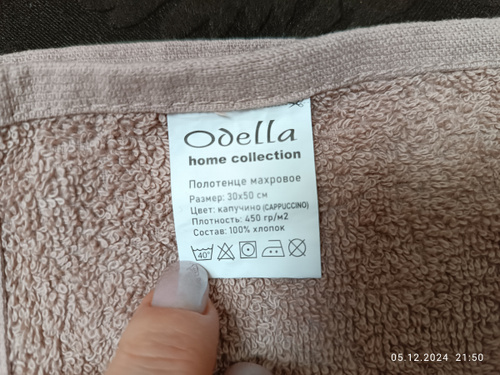 Odella
home collection
Полотенце махровое
Размер: 30х50 см
Цвет: капучино (CAPPUCCINO)
Плотность: 450 гр/м2
Состав: 100% хлопок
40°
05.12.2024 21:50